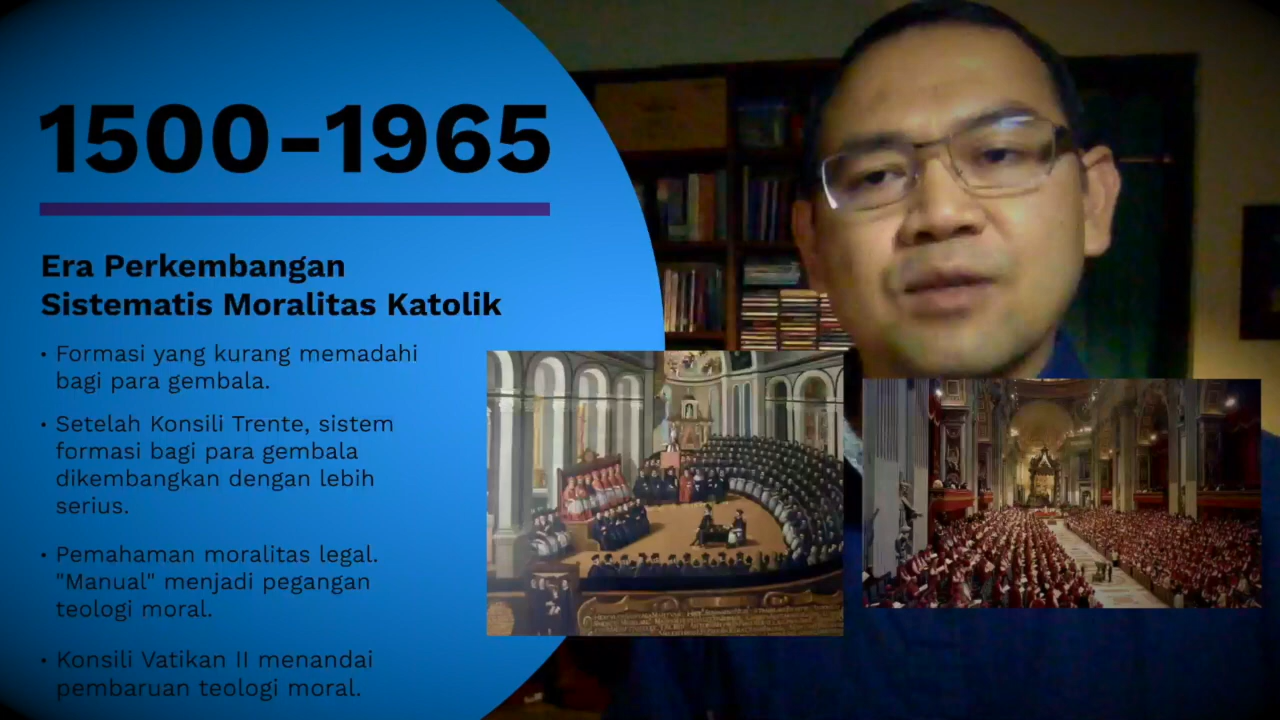 1500-1965
Era Perkembangan
Sistematis Moralitas Katolik
• Formasi yang kurang memadahi
bagi para gembala.
• Setelah Konsili Trente, sistem
formasi bagi para gembala
dikembangkan dengan lebih
serius.
• Pemahaman moralitas legal.
"Manual" menjadi pegangan
teologi moral.
• Konsili Vatikan II menandai
pembaruan teologi moral.